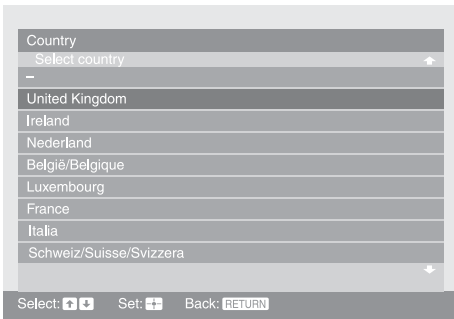 Country
Select country
–
United Kingdom
Ireland
Nederland
België/Belgique
Luxembourg
France
Italia
Schweiz/Suisse/Svizzera
Select: Set: Back: RETURN